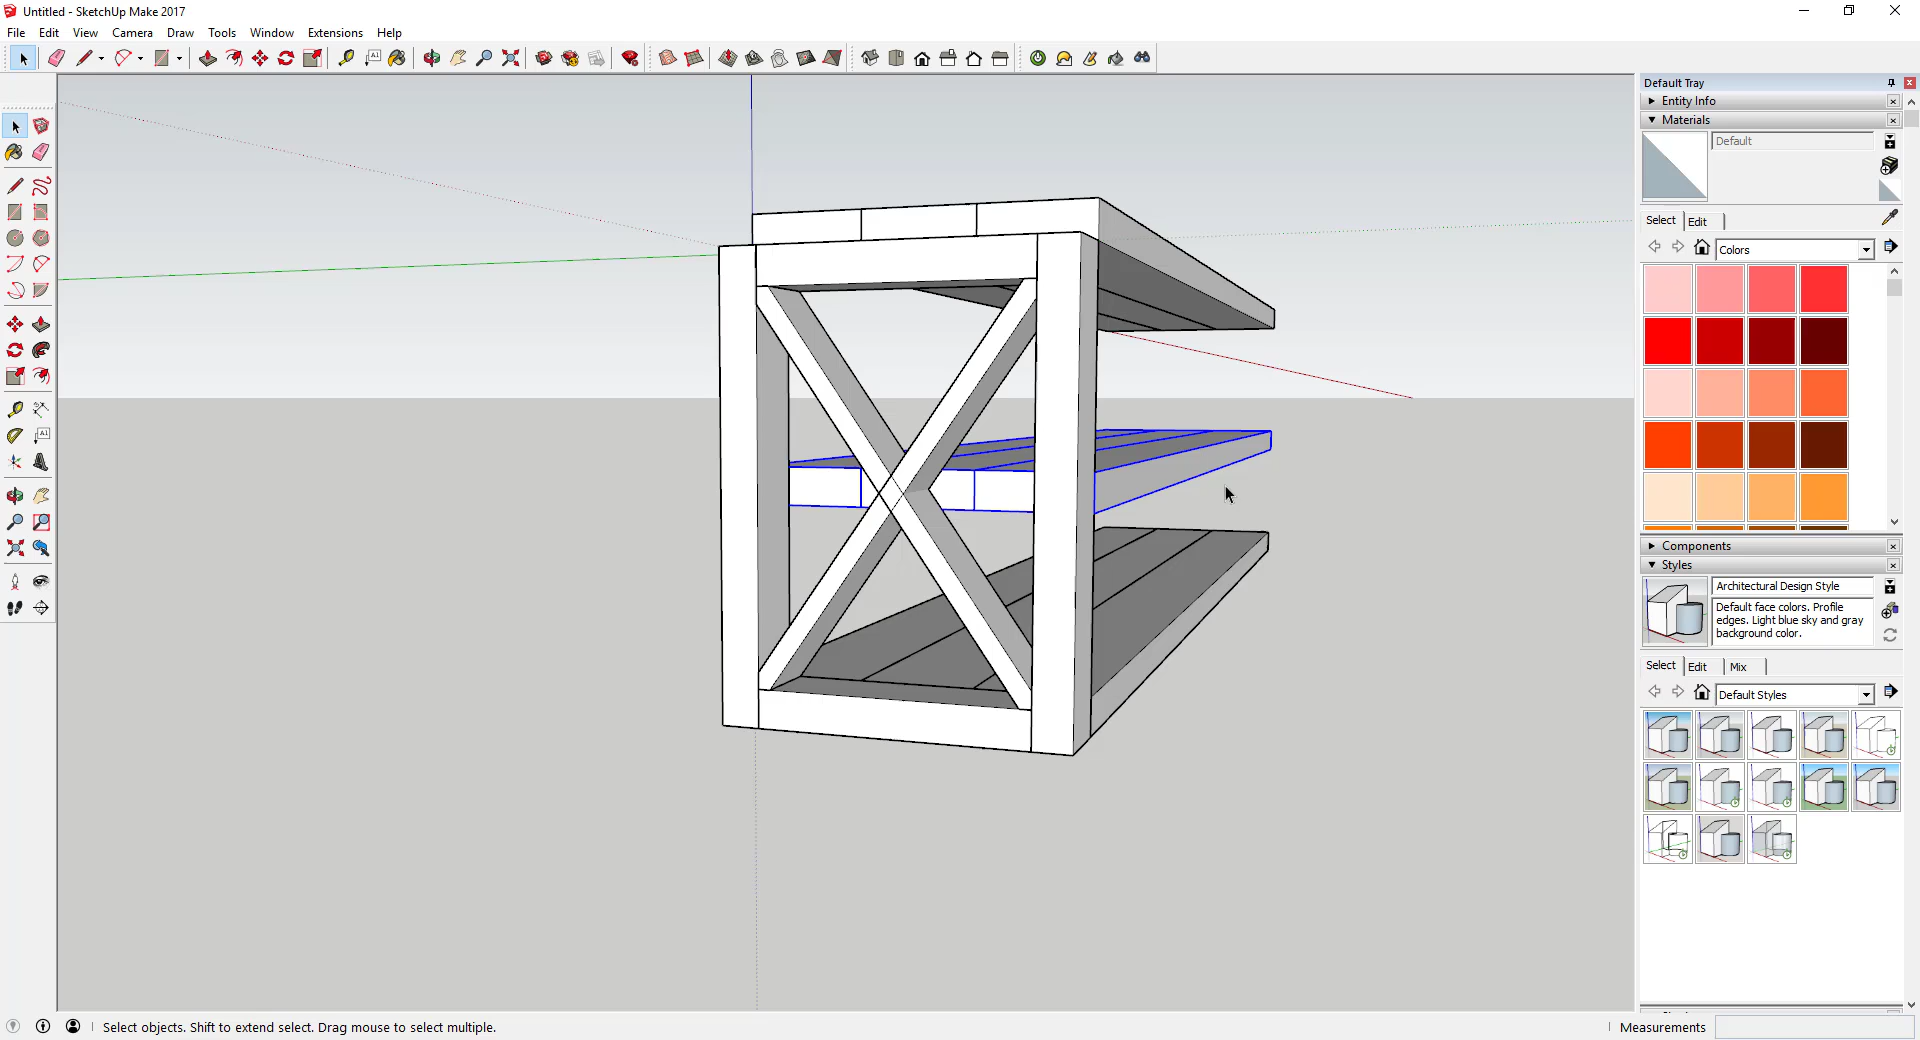 Untitled - SketchUp Make 2017
File Edit View Camera Draw Tools Window Extensions Help
A1
Default Tray
Entity Info
Materials
Default
Select Edit
Colors
A1
Components
Styles
Architectural Design Style
Default face colors. Profile
edges. Light blue sky and gray
background color.
Select Edit Mix
Default Styles
Select objects. Shift to extend select. Drag mouse to select multiple.
Measurements